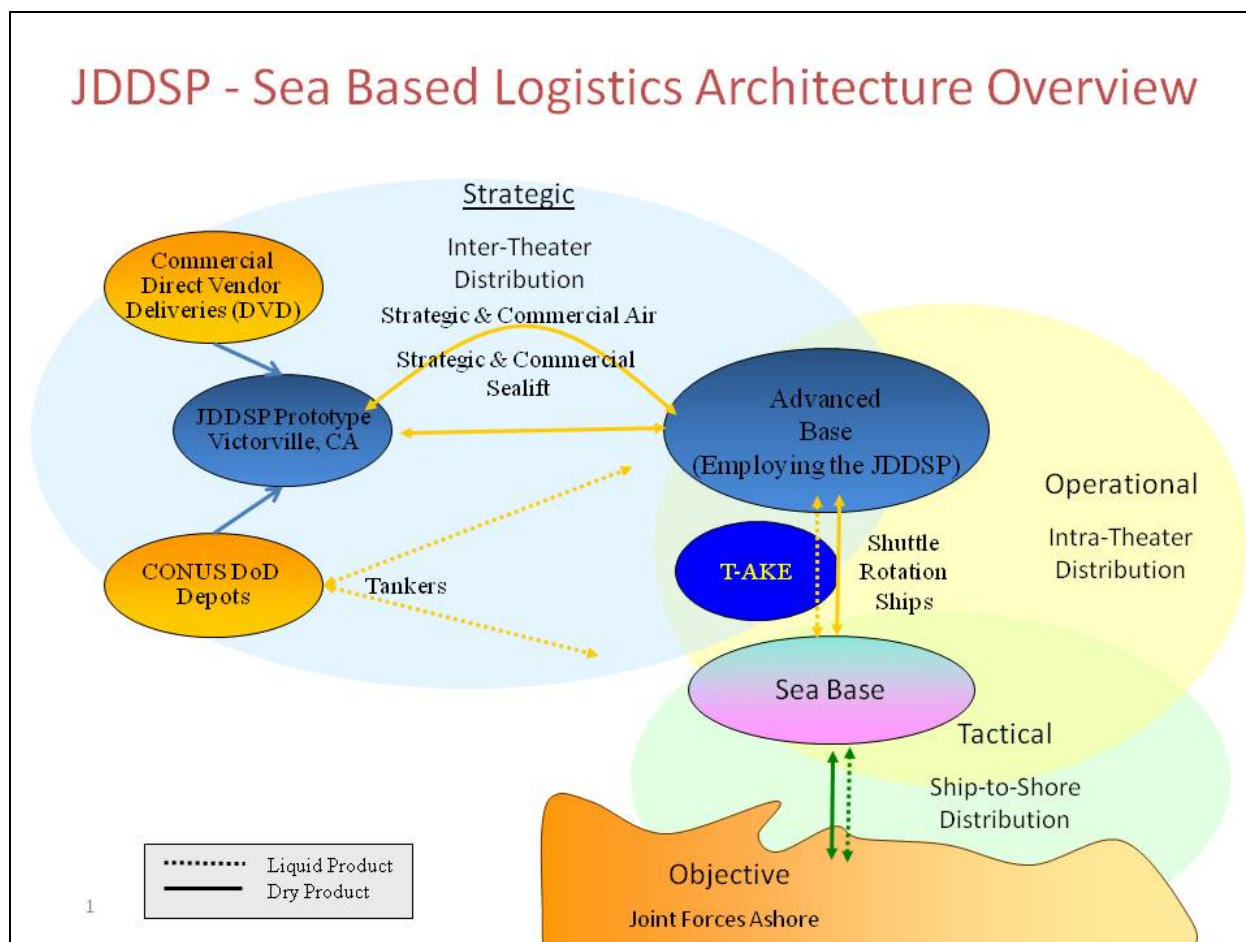 JDDSP - Sea Based Logistics Architecture Overview
Strategic
Inter-Theater
Distribution
Commercial
Direct Vendor
Deliveries (DVD)
Strategic & Commercial Air
Strategic & Commercial
Sealift
JDDSP Prototype
Victorville, CA
Advanced
Base
(Employing the JDDSP)
Operational
Intra-Theater
Distribution
CONUS DoD
Depots
Tankers
T-AKE
Shuttle
Rotation
Ships
Sea Base
Tactical
Ship-to-Shore
Distribution
Objective
Joint Forces Ashore
Liquid Product
Dry Product
1